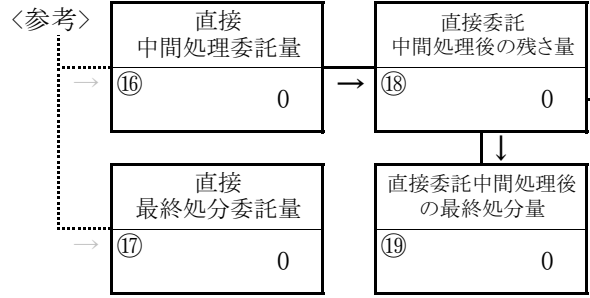 〈参考〉
直接
中間処理委託量
→
⑯
0
→
直接委託
中間処理後の残さ量
⑱
0
↓
直接
最終処分委託量
→
⑰
0
直接委託中間処理後
の最終処分量
⑲
0